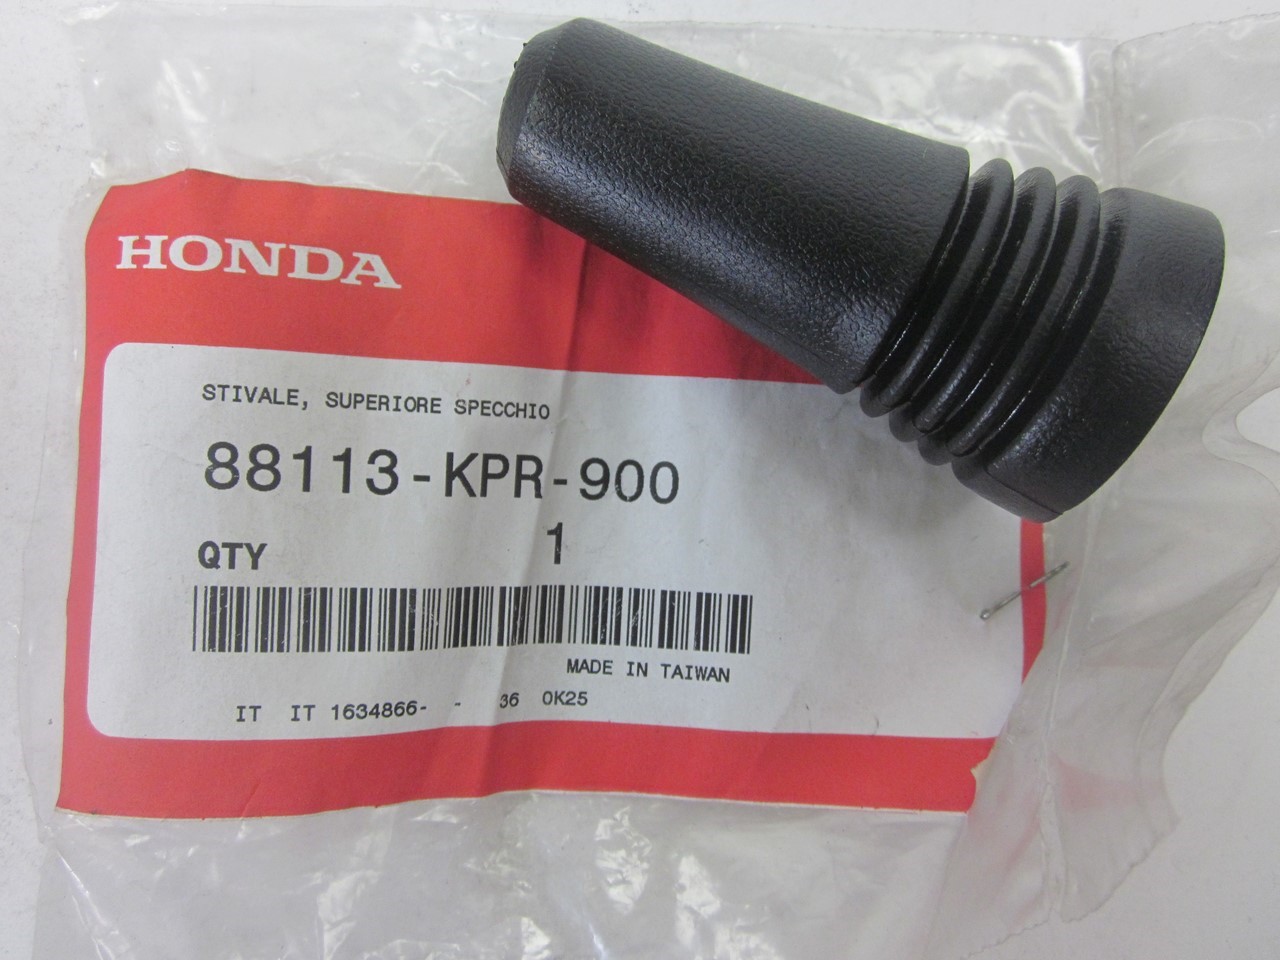 HONDA
STIVALE, SUPERIORE SPECCHIO
88113-KPR-900
QTY 1
MADE IN TAIWAN
IT IT 1634866- - 36 0K25